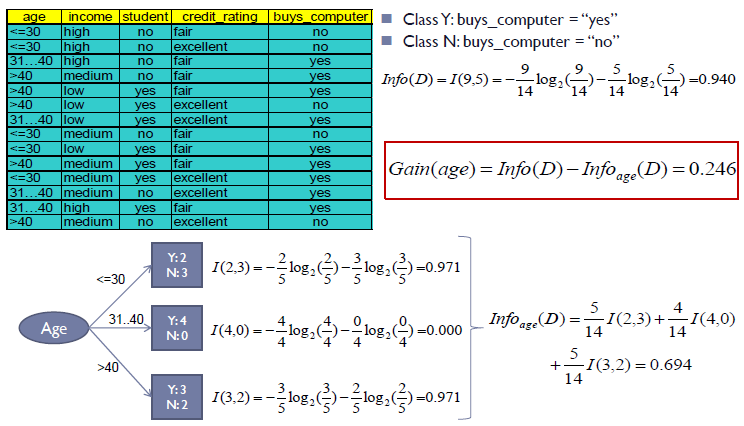 age income student credit_rating buys_computer
<=30 high no fair no
<=30 high no excellent no
31…40 high no fair yes
>40 medium no fair yes
>40 low yes fair yes
>40 low yes excellent no
31…40 low yes excellent yes
<=30 medium no fair no
<=30 low yes fair yes
>40 medium yes fair yes
<=30 medium yes excellent yes
31…40 medium no excellent yes
31…40 high yes fair yes
>40 medium no excellent no
■ Class Y: buys_computer = “yes”
■ Class N: buys_computer = “no”
Info(D) = I(9,5) = −9/14 log₂(9/14) − 5/14 log₂(5/14) =0.940
Gain(age) = Info(D) − Info_age(D) = 0.246
Age
<=30
Y: 2
N: 3
I(2,3) = −2/5 log₂(2/5) − 3/5 log₂(3/5) =0.971
31..40
Y: 4
N: 0
I(4,0) = −4/4 log₂(4/4) − 0/4 log₂(0/4) =0.000
>40
Y: 3
N: 2
I(3,2) = −3/5 log₂(3/5) − 2/5 log₂(2/5) =0.971
Info_age(D) = 5/14 I(2,3) + 4/14 I(4,0)
+ 5/14 I(3,2) = 0.694